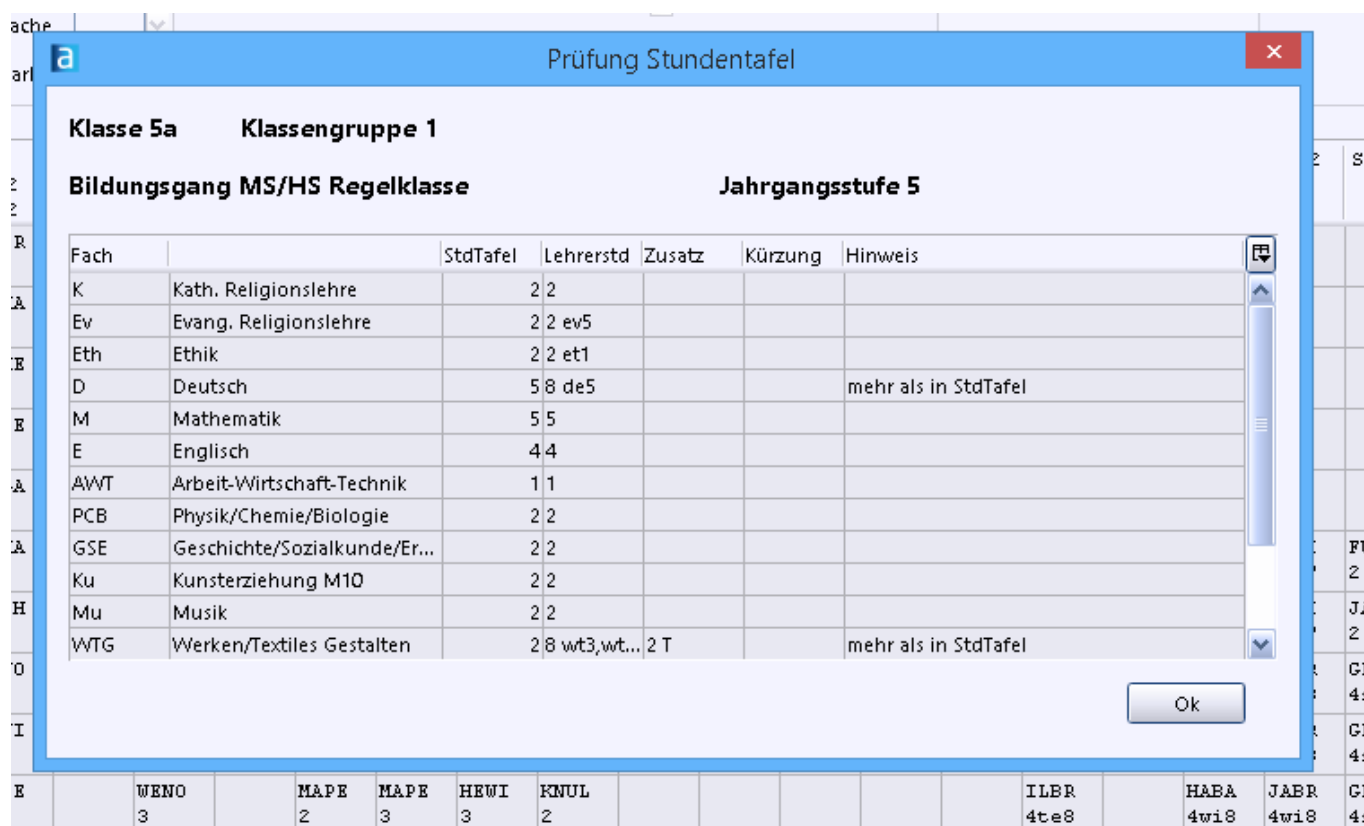 ache
Prüfung Stundentafel
Klasse 5a Klassengruppe 1
Bildungsgang MS/HS Regelklasse Jahrgangsstufe 5
Fach StdTafel Lehrerstd Zusatz Kürzung Hinweis
K Kath. Religionslehre 2 2
Ev Evang. Religionslehre 2 2 ev5
Eth Ethik 2 2 et1
D Deutsch 5 8 de5 mehr als in StdTafel
M Mathematik 5 5
E Englisch 4 4
AWT Arbeit-Wirtschaft-Technik 1 1
PCB Physik/Chemie/Biologie 2 2
GSE Geschichte/Sozialkunde/Er... 2 2
Ku Kunsterziehung M10 2 2
Mu Musik 2 2
WTG Werken/Textiles Gestalten 2 8 wt3,wt... 2 T mehr als in StdTafel
Ok
E WENO MAPE MAPE HEWI KNUL ILBR HABA JABR
3 2 3 3 2 4te8 4wi8 4wi8